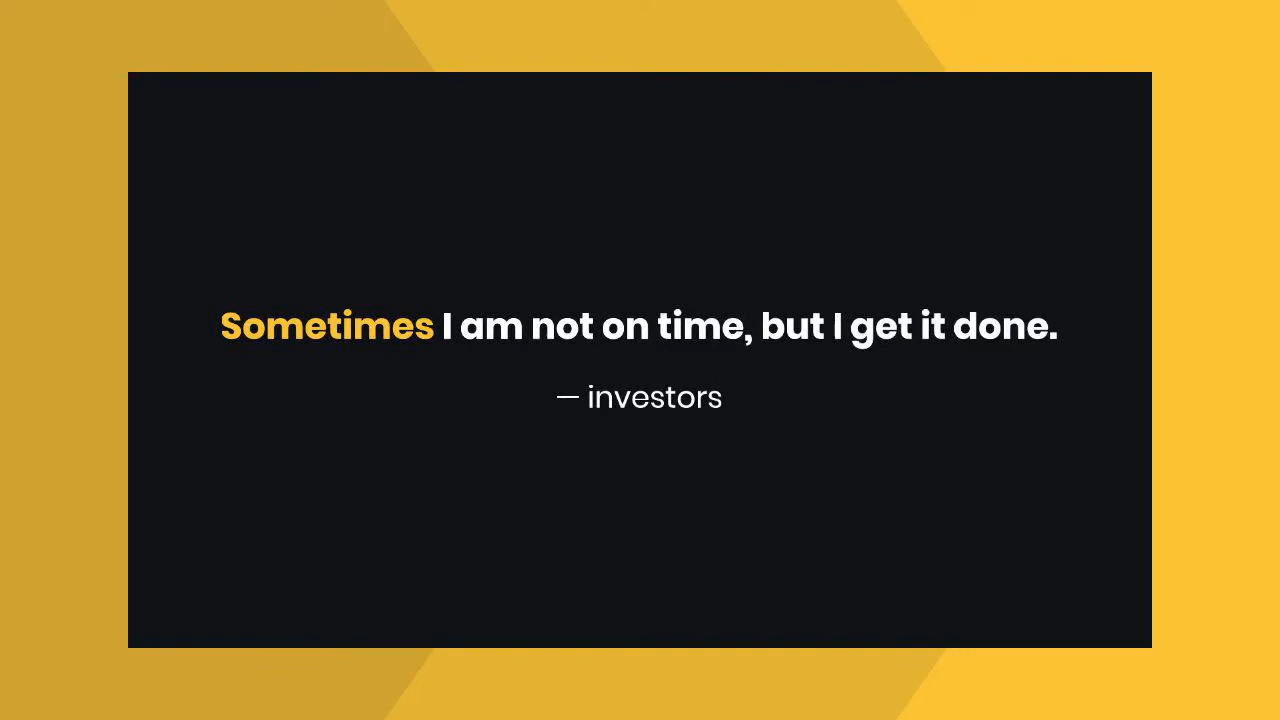 Sometimes I am not on time, but I get it done.
— investors